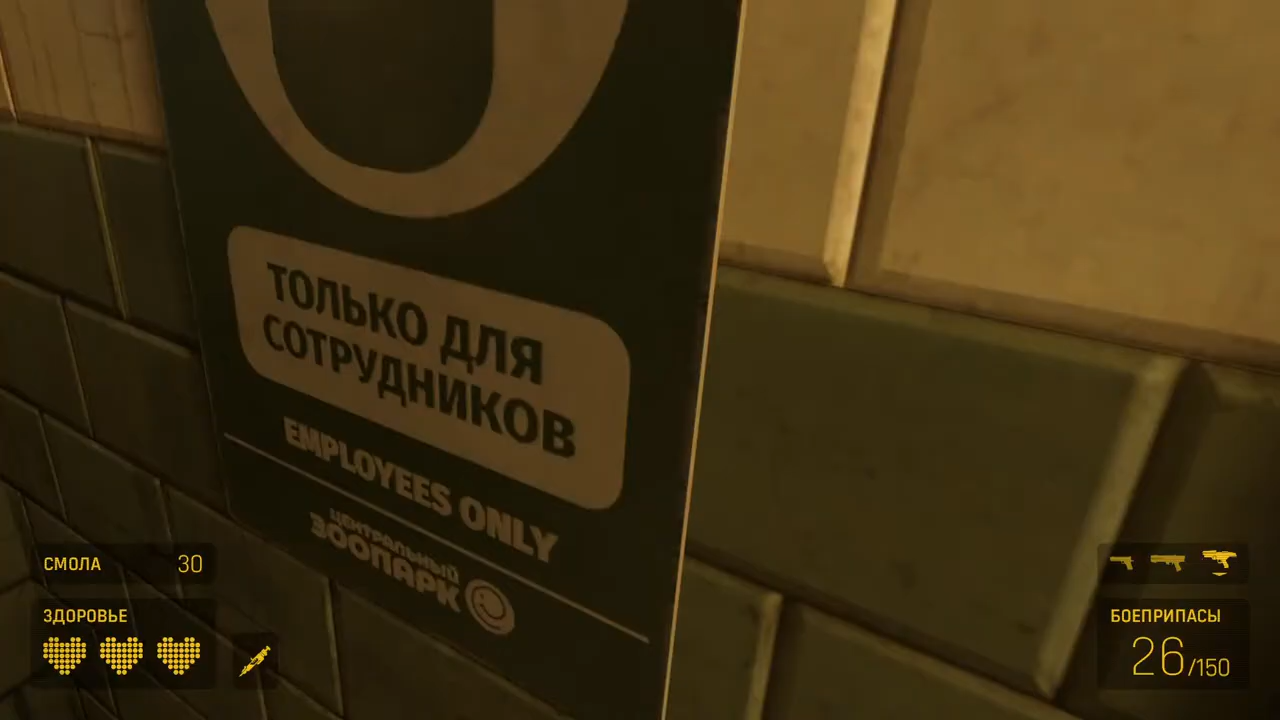 ТОЛЬКО ДЛЯ
СОТРУДНИКОВ
EMPLOYEES ONLY
ЦЕНТРАЛЬНЫЙ
ЗООПАРК
СМОЛА 30
ЗДОРОВЬЕ
БОЕПРИПАСЫ
26/150